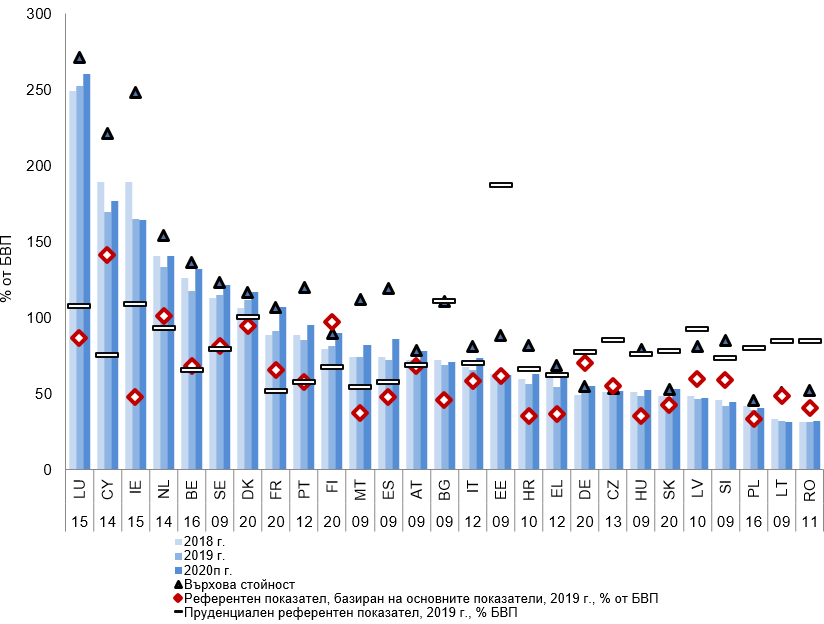 300
250
200
150
100
50
0
% от БВП
LU CY IE NL BE SE DK FR PT FI MT ES AT BG IT EE HR EL DE CZ HU SK LV SI PL LT RO
15 14 15 14 16 09 20 20 12 20 09 09 09 09 12 09 10 12 20 13 09 20 10 09 16 09 11
2018 г.
2019 г.
2020п г.
Върхова стойност
Референтен показател, базиран на основните показатели, 2019 г., % от БВП
Пруденциален референтен показател, 2019 г., % БВП